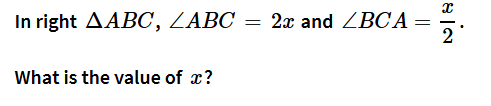 In right ΔABC, ∠ABC = 2x and ∠BCA = x/2.
What is the value of x?